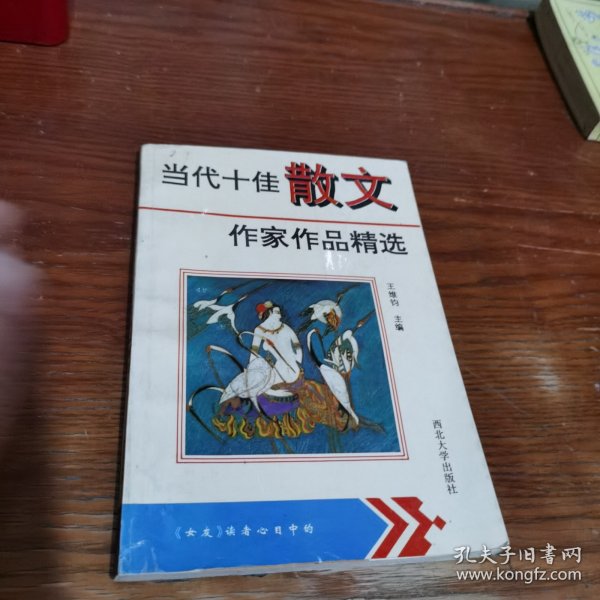 当代十佳散文
作家作品精选
王维钧 主编
西北大学出版社
《女友》读者心目中的
孔夫子旧书网
www.kongfz.com